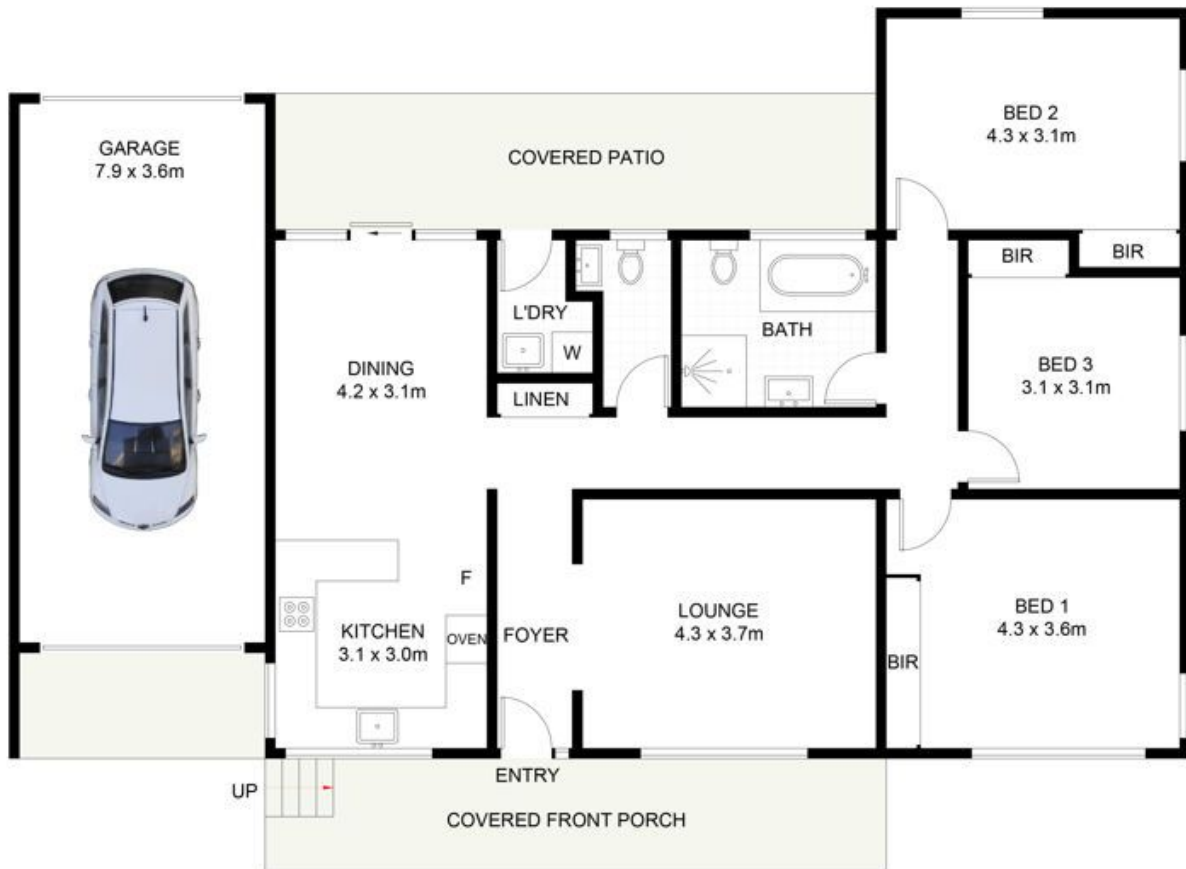 BED 2
4.3 x 3.1m
GARAGE
7.9 x 3.6m
COVERED PATIO
BIR
BIR
L'DRY
W
BATH
DINING
4.2 x 3.1m
BED 3
3.1 x 3.1m
LINEN
F
KITCHEN
3.1 x 3.0m
OVEN
FOYER
LOUNGE
4.3 x 3.7m
BED 1
4.3 x 3.6m
BIR
ENTRY
UP
COVERED FRONT PORCH